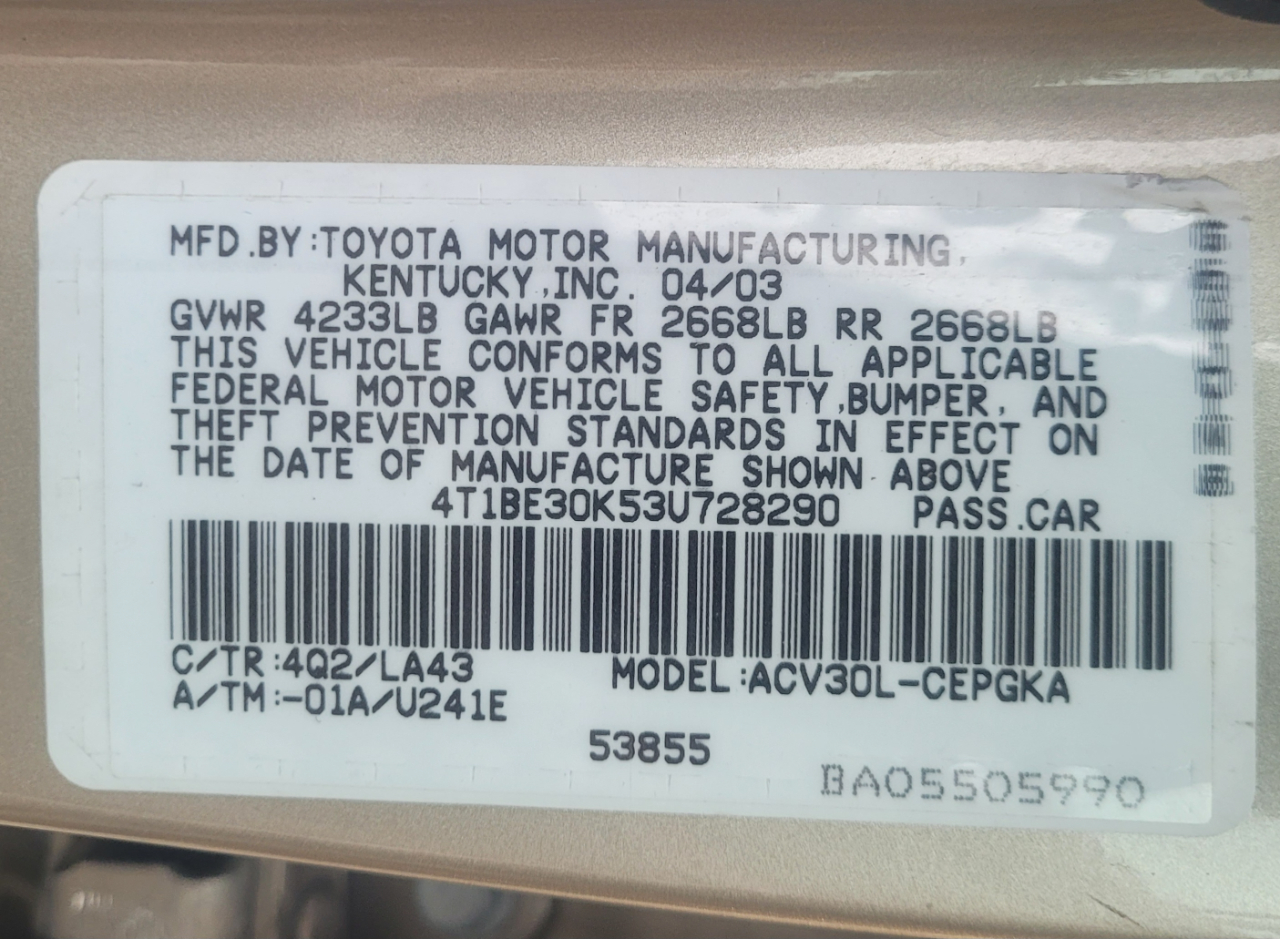 MFD.BY:TOYOTA MOTOR MANUFACTURING,
KENTUCKY,INC. 04/03
GVWR 4233LB GAWR FR 2668LB RR 2668LB
THIS VEHICLE CONFORMS TO ALL APPLICABLE
FEDERAL MOTOR VEHICLE SAFETY,BUMPER, AND
THEFT PREVENTION STANDARDS IN EFFECT ON
THE DATE OF MANUFACTURE SHOWN ABOVE
4T1BE30K53U728290 PASS.CAR
C/TR:4Q2/LA43 MODEL:ACV30L-CEPGKA
A/TM:-01A/U241E
53855
BA05505990